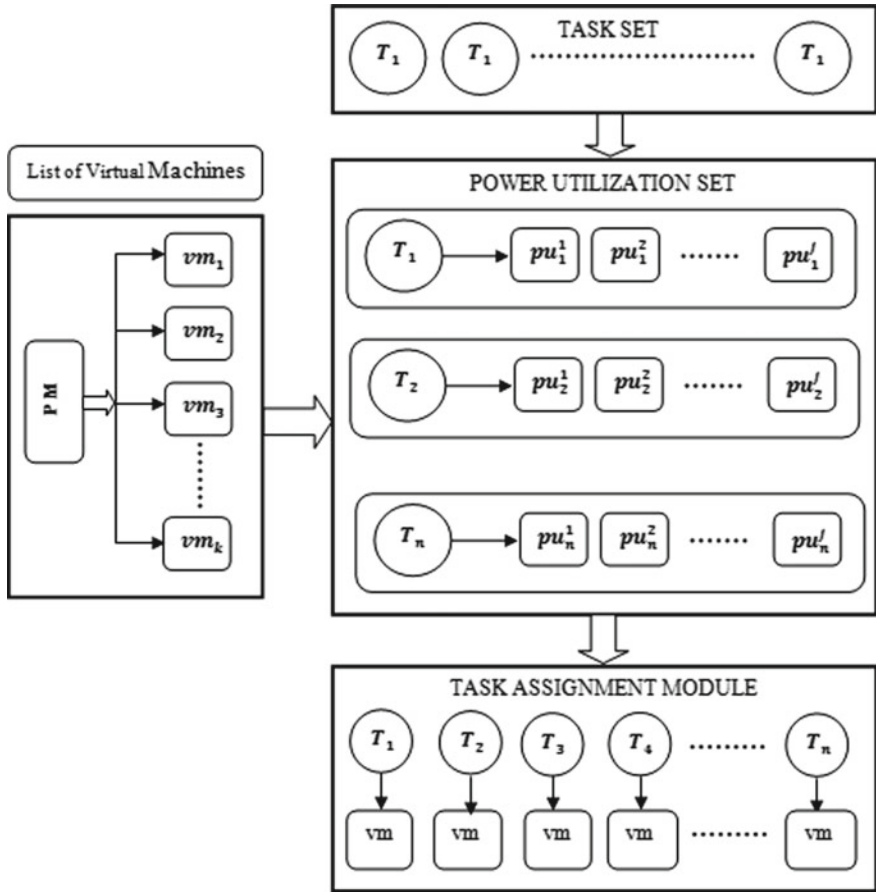 TASK SET
T₁ T₁ ........................... T₁
List of Virtual Machines
PM
vm₁
vm₂
vm₃
vmₖ
POWER UTILIZATION SET
T₁ pu₁¹ pu₁² ....... pu₁ʲ
T₂ pu₂¹ pu₂² ....... pu₂ʲ
Tₙ puₙ¹ puₙ² ........ puₙʲ
TASK ASSIGNMENT MODULE
T₁ T₂ T₃ T₄ ......... Tₙ
vm vm vm vm ......... vm